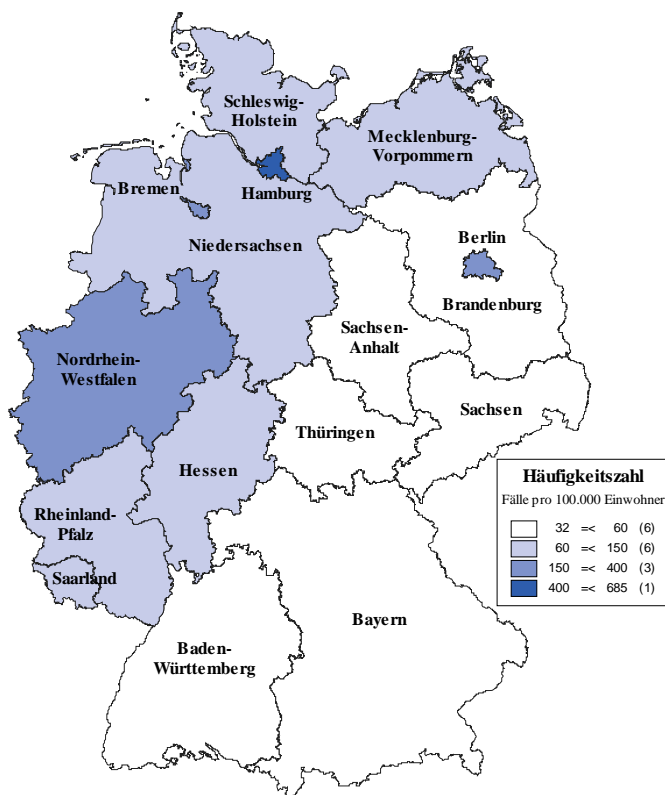 Schleswig-
Holstein
Mecklenburg-
Vorpommern
Bremen
Hamburg
Niedersachsen
Berlin
Brandenburg
Sachsen-
Anhalt
Nordrhein-
Westfalen
Sachsen
Thüringen
Hessen
Rheinland-
Pfalz
Saarland
Bayern
Baden-
Württemberg
Häufigkeitszahl
Fälle pro 100.000 Einwohner
32 =< 60 (6)
60 =< 150 (6)
150 =< 400 (3)
400 =< 685 (1)